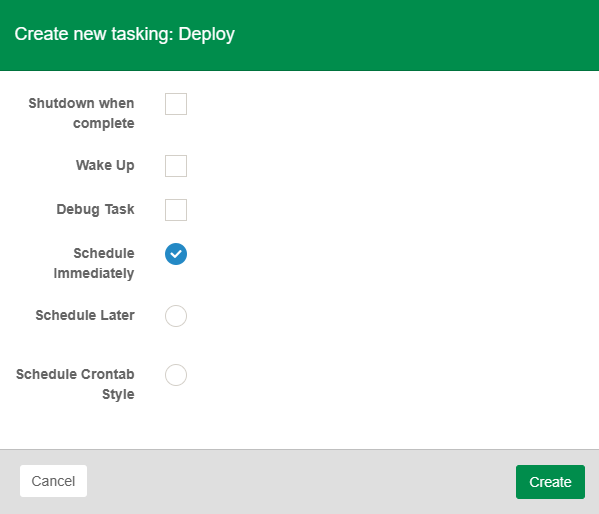 Create new tasking: Deploy
Shutdown when
complete
Wake Up
Debug Task
Schedule
Immediately
Schedule Later
Schedule Crontab
Style
Cancel
Create